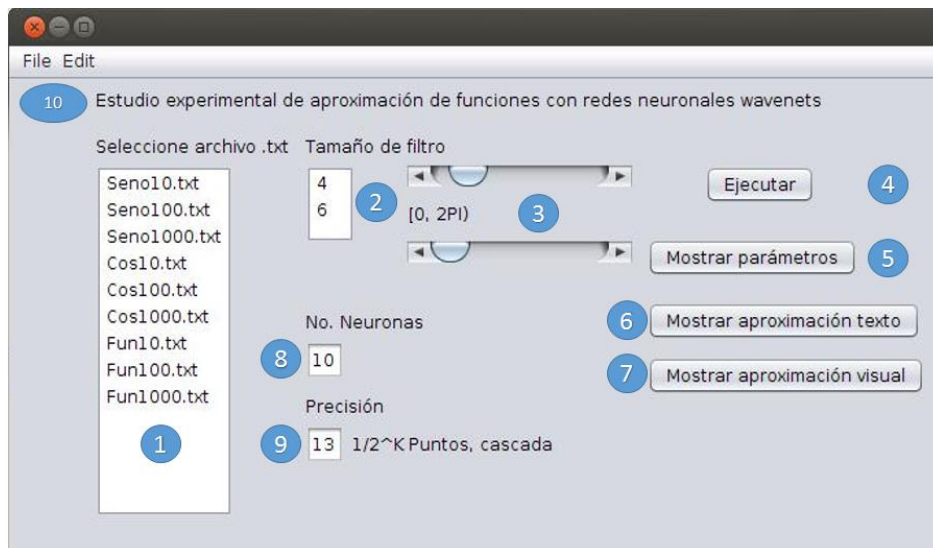 File Edit
10 Estudio experimental de aproximación de funciones con redes neuronales wavenets
Seleccione archivo .txt Tamaño de filtro
Seno10.txt
Seno100.txt
Seno1000.txt
Cos10.txt
Cos100.txt
Cos1000.txt
Fun10.txt
Fun100.txt
Fun1000.txt
1
4
6
2
[0, 2PI)
3
Ejecutar 4
Mostrar parámetros 5
6 Mostrar aproximación texto
7 Mostrar aproximación visual
No. Neuronas
8 10
Precisión
9 13 1/2^K Puntos, cascada